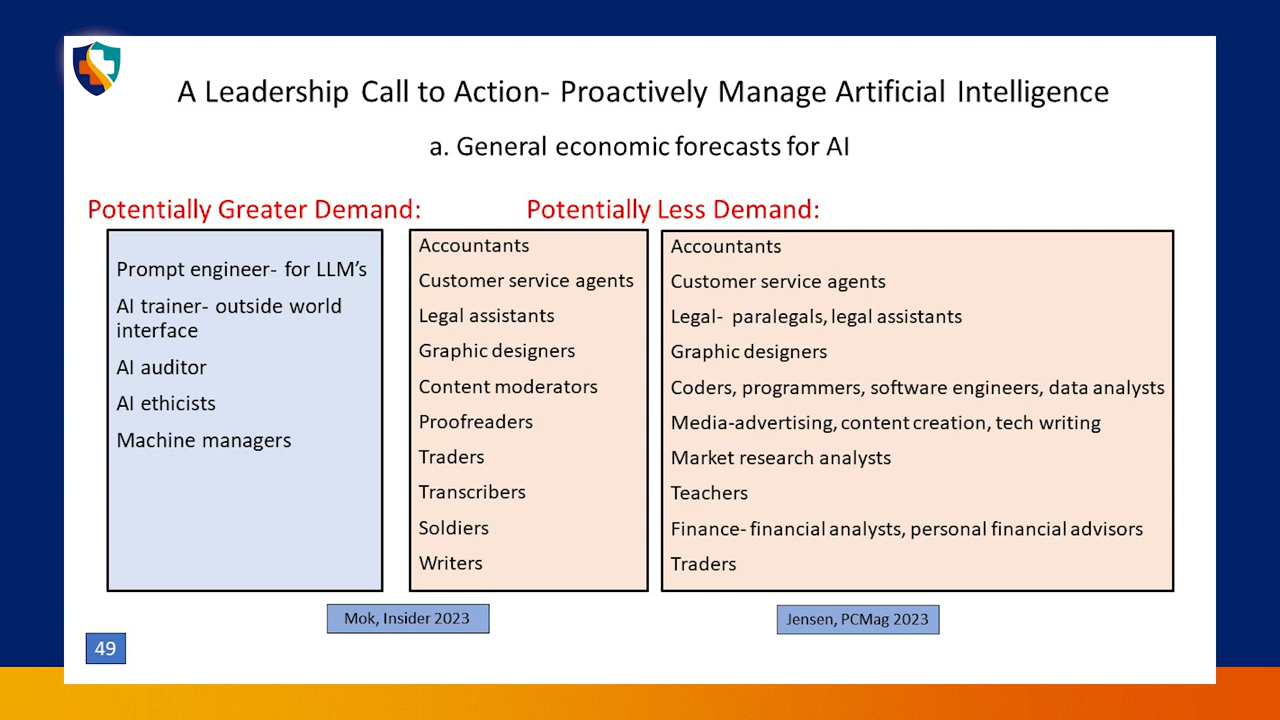 A Leadership Call to Action- Proactively Manage Artificial Intelligence
a. General economic forecasts for AI
Potentially Greater Demand:
Prompt engineer- for LLM’s
AI trainer- outside world
interface
AI auditor
AI ethicists
Machine managers
Potentially Less Demand:
Accountants
Customer service agents
Legal assistants
Graphic designers
Content moderators
Proofreaders
Traders
Transcribers
Soldiers
Writers
Mok, Insider 2023
Accountants
Customer service agents
Legal- paralegals, legal assistants
Graphic designers
Coders, programmers, software engineers, data analysts
Media-advertising, content creation, tech writing
Market research analysts
Teachers
Finance- financial analysts, personal financial advisors
Traders
Jensen, PCMag 2023
49